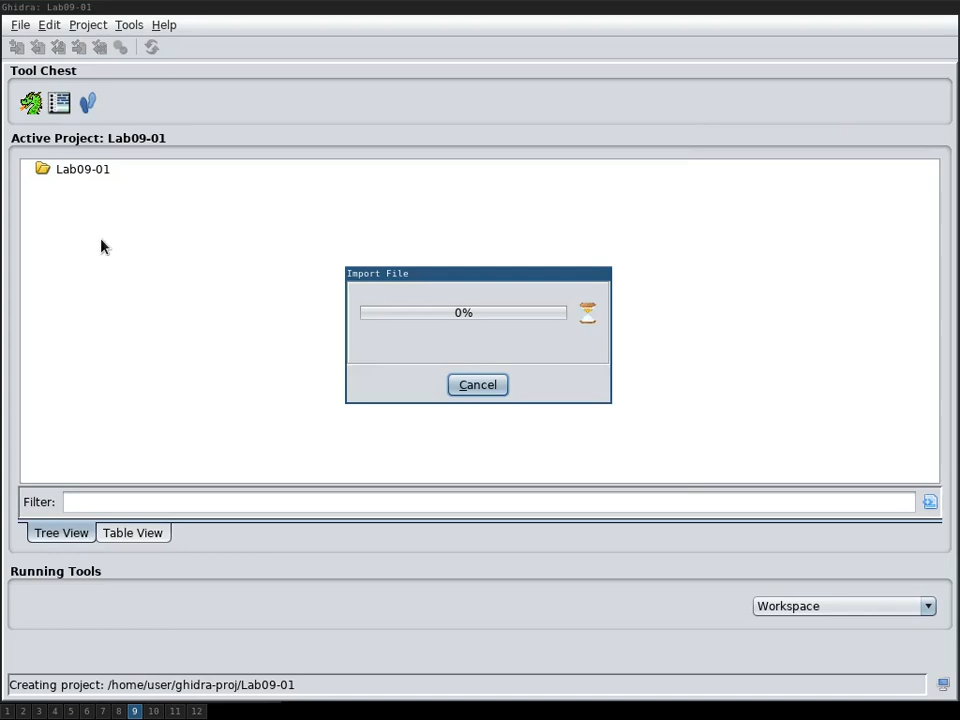 Ghidra: Lab09-01
File Edit Project Tools Help
Tool Chest
Active Project: Lab09-01
Lab09-01
Import File
0%
Cancel
Filter:
Tree View Table View
Running Tools
Workspace
Creating project: /home/user/ghidra-proj/Lab09-01
1 2 3 4 5 6 7 8 9 10 11 12